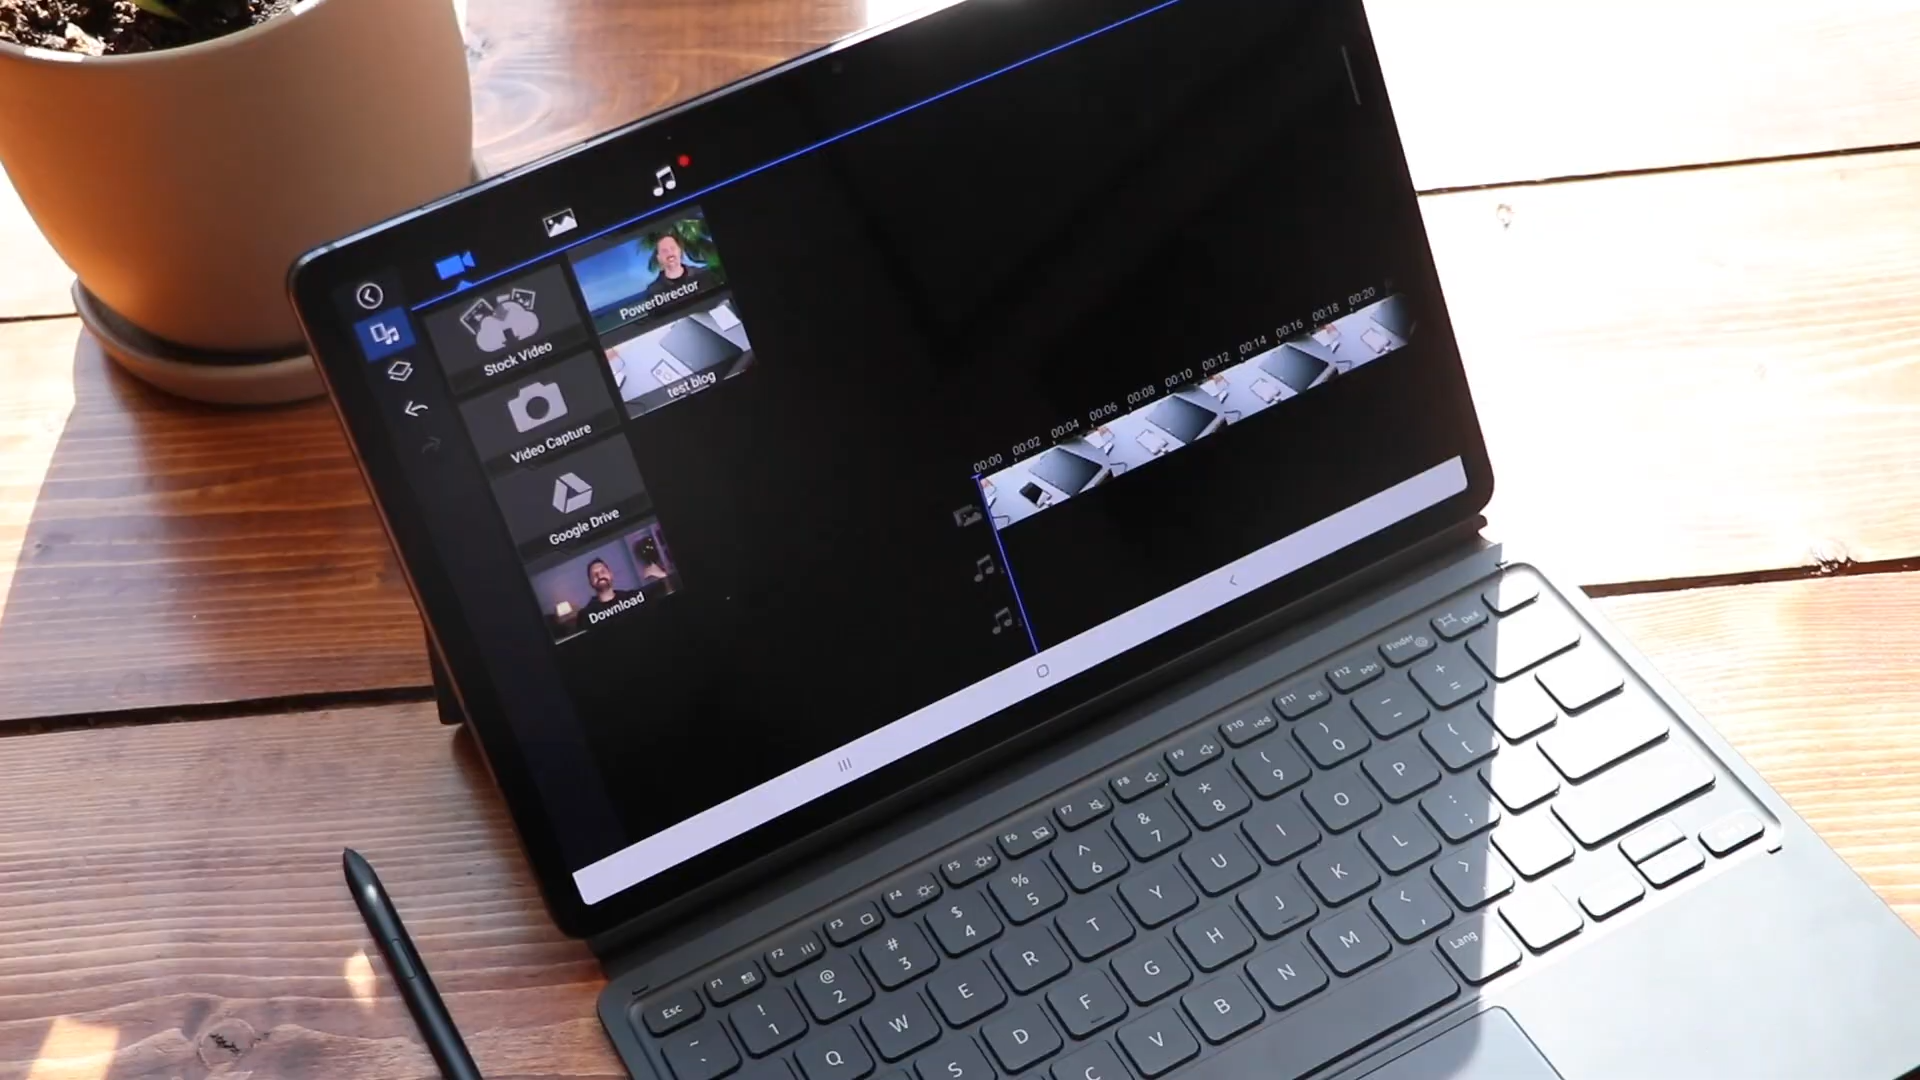 PowerDirector
Stock Video
test blog
Video Capture
Google Drive
Download
00:00 00:02 00:04 00:06 00:08 00:10 00:12 00:14 00:16 00:18 00:20
Esc F1 F2 F3 F4 F5 F6 F7 F8 F9 F10 F11 F12 Finder DeX
~ ! @ # $ % ^ & * ( ) - + =
` 1 2 3 4 5 6 7 8 9 0
Q W E R T Y U I O P { [
S D F G H J K L : ;
C V B N M < , >
Lang